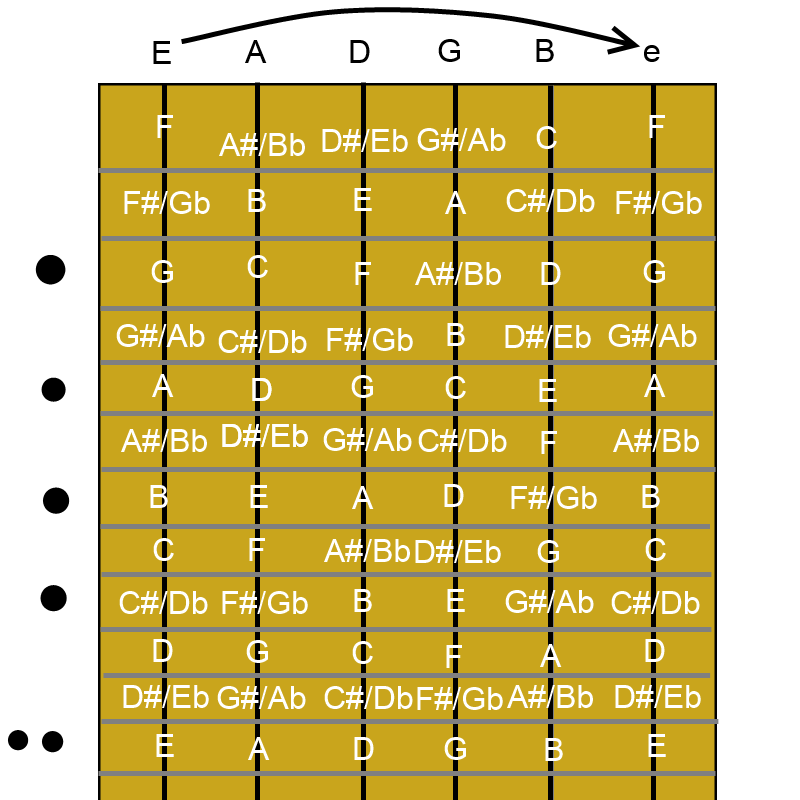 E A D G B e
F A#/Bb D#/Eb G#/Ab C F
F#/Gb B E A C#/Db F#/Gb
G C F A#/Bb D G
G#/Ab C#/Db F#/Gb B D#/Eb G#/Ab
A D G C E A
A#/Bb D#/Eb G#/Ab C#/Db F A#/Bb
B E A D F#/Gb B
C F A#/Bb D#/Eb G C
C#/Db F#/Gb B E G#/Ab C#/Db
D G C F A D
D#/Eb G#/Ab C#/Db F#/Gb A#/Bb D#/Eb
E A D G B E